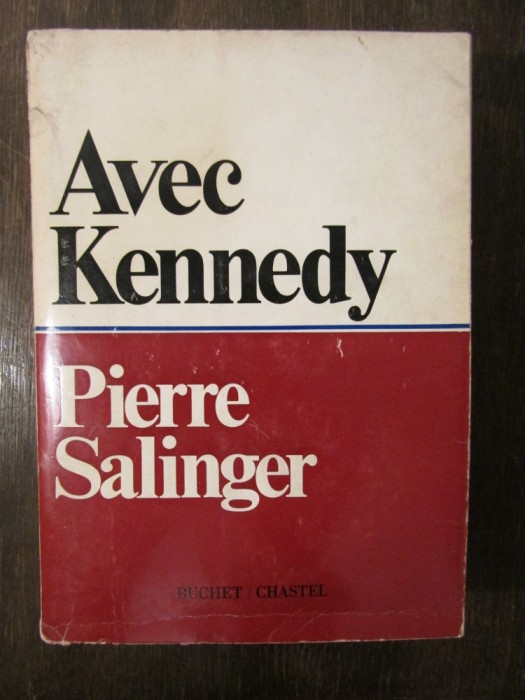 Avec
Kennedy
Pierre
Salinger
BUCHET / CHASTEL